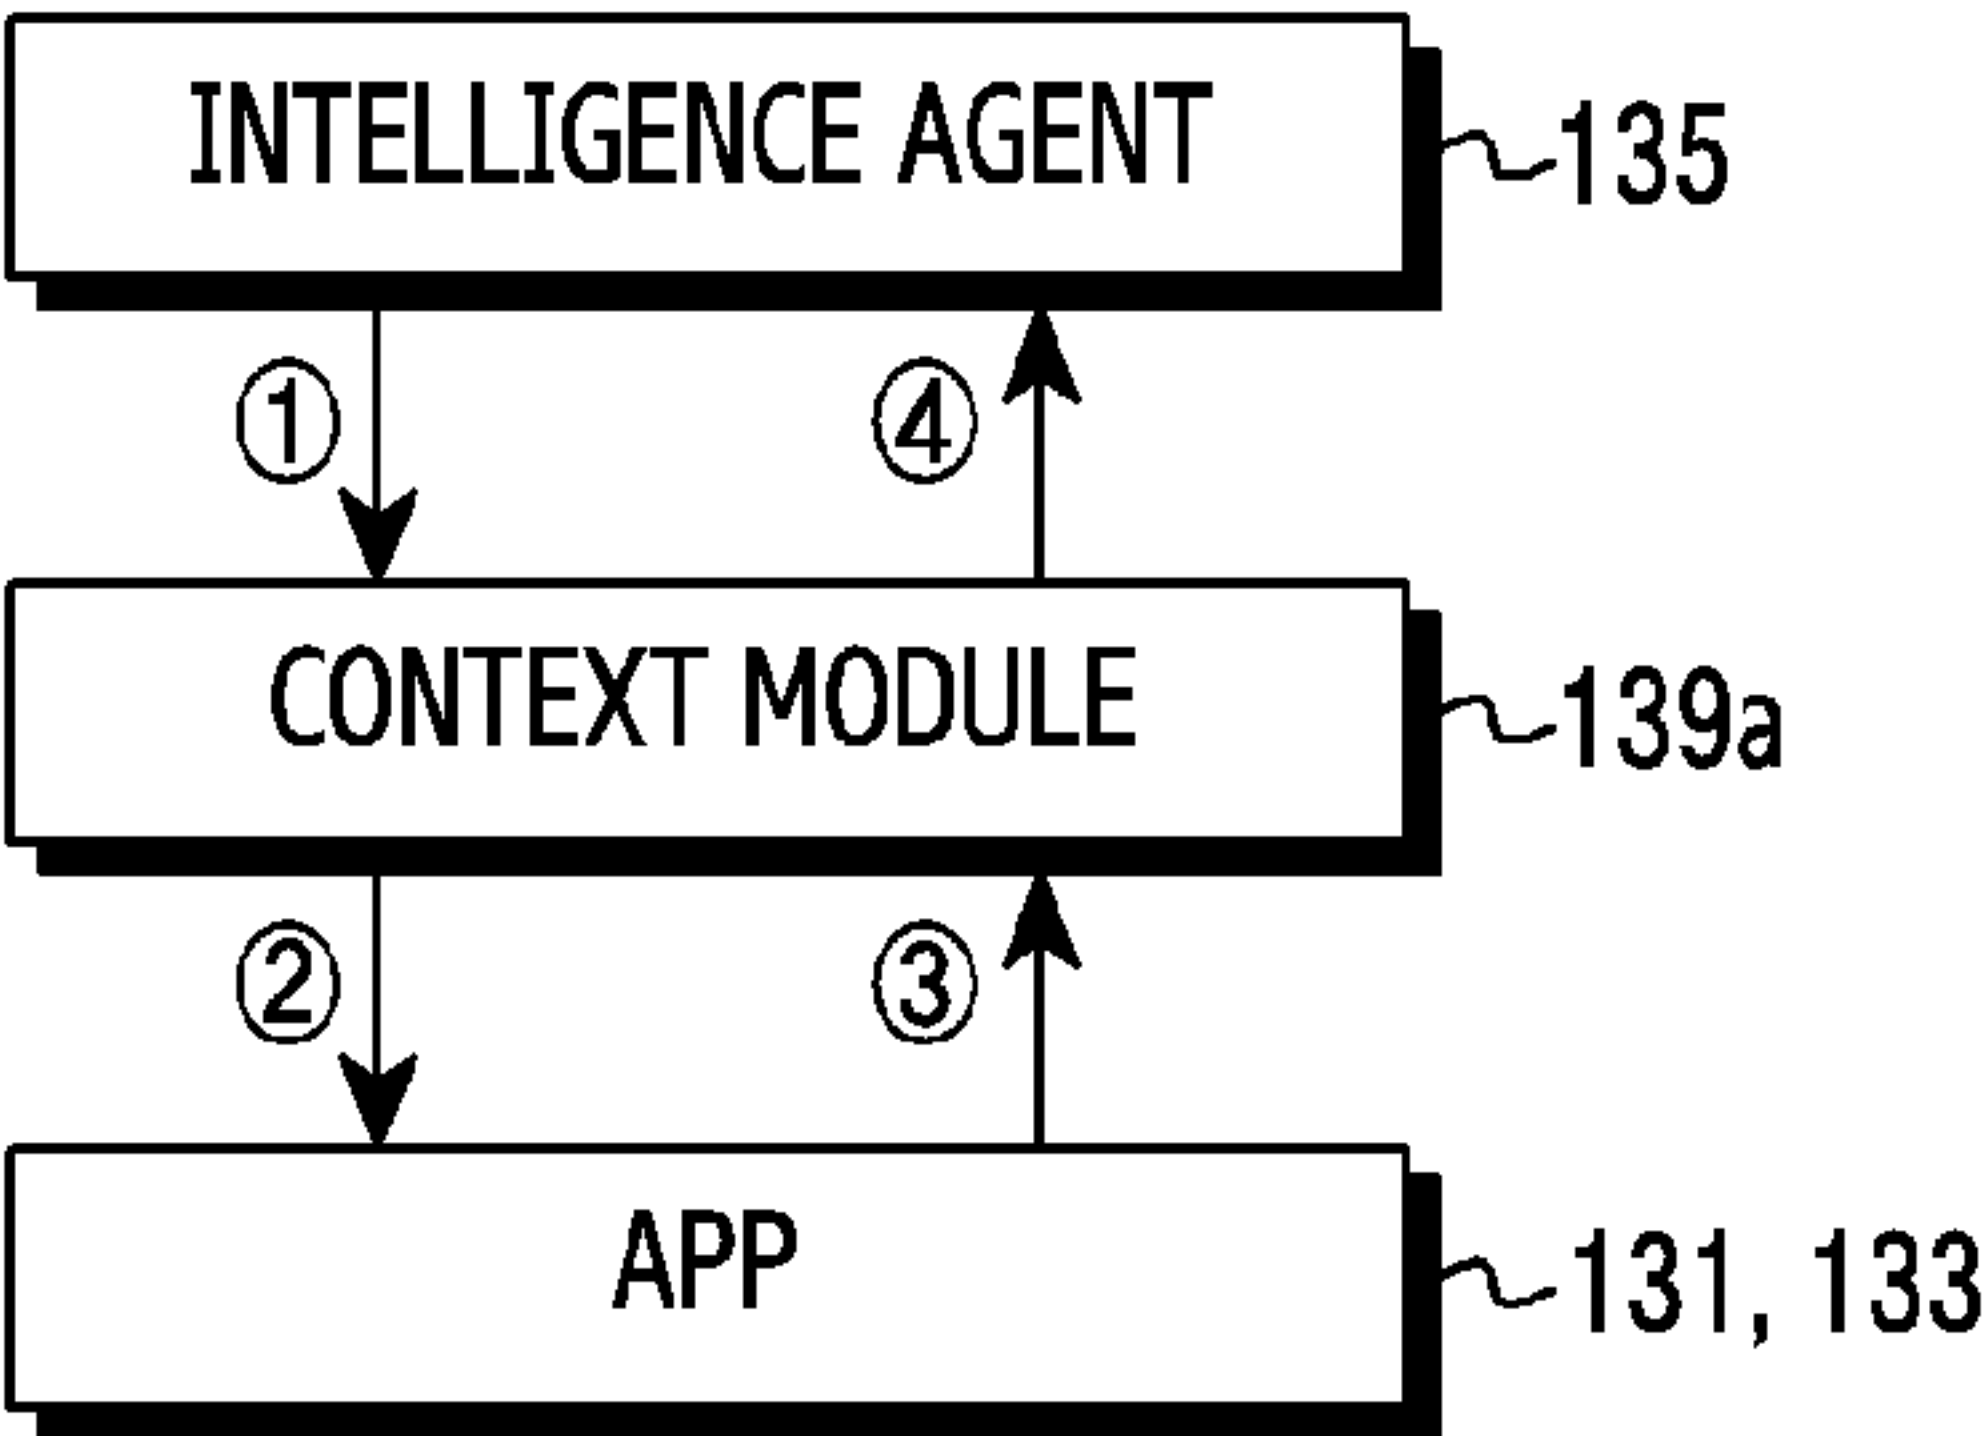 INTELLIGENCE AGENT
135
① ④
CONTEXT MODULE
139a
② ③
APP
131, 133